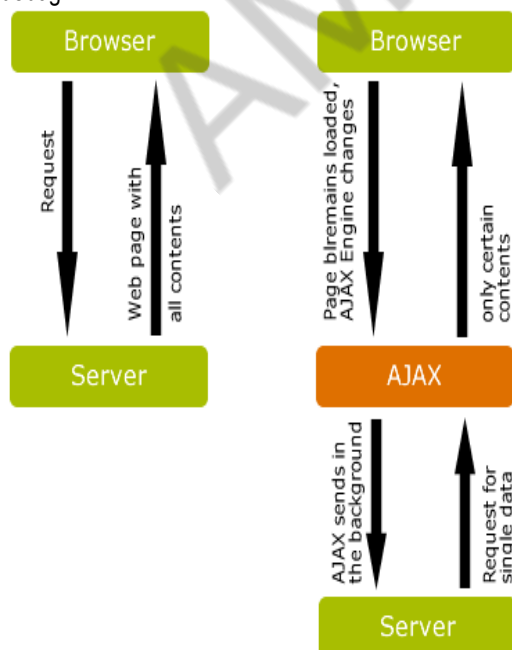 Browser
Request
Web page with
all contents
Server
Browser
Page blremains loaded,
AJAX Engine changes
only certain
contents
AJAX
AJAX sends in
the background
Request for
single data
Server